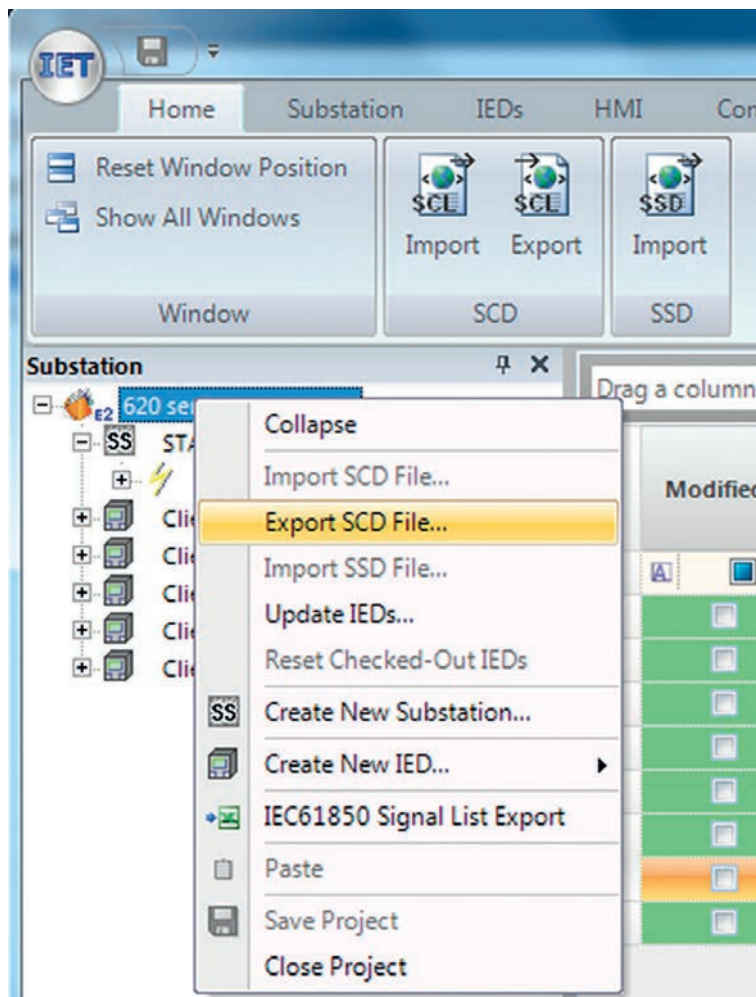 IET
Home Substation IEDs HMI
Reset Window Position
Show All Windows
Window
SCL SCL
Import Export
SCD
SSD
Import
SSD
Substation
E2 620
SS
Collapse
Import SCD File...
Export SCD File...
Import SSD File...
Update IEDs...
Reset Checked-Out IEDs
SS Create New Substation...
Create New IED...
IEC61850 Signal List Export
Paste
Save Project
Close Project
Drag a column
Modified
A